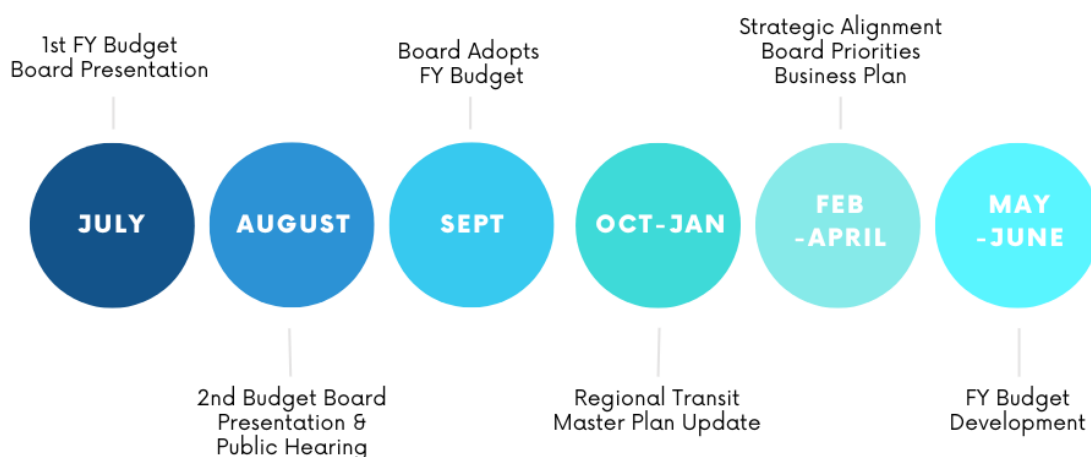 1st FY Budget
Board Presentation
JULY
AUGUST
2nd Budget Board
Presentation &
Public Hearing
Board Adopts
FY Budget
SEPT
OCT-JAN
Regional Transit
Master Plan Update
Strategic Alignment
Board Priorities
Business Plan
FEB
-APRIL
MAY
-JUNE
FY Budget
Development